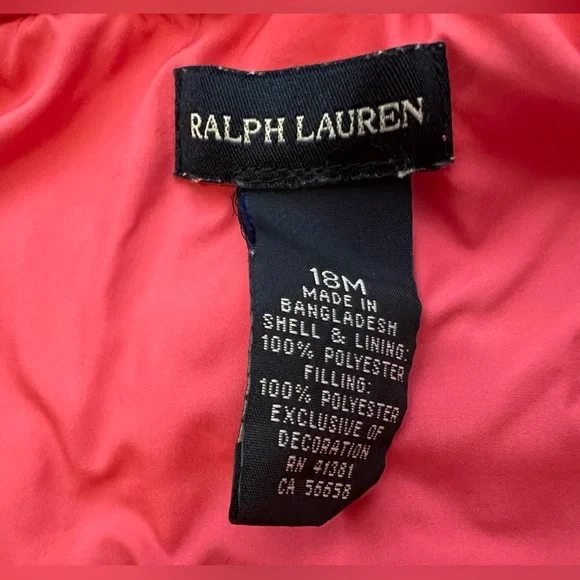 RALPH LAUREN
18M
MADE IN
BANGLADESH
SHELL & LINING:
100% POLYESTER
FILLING:
100% POLYESTER
EXCLUSIVE OF
DECORATION
RN 41381
CA 56658